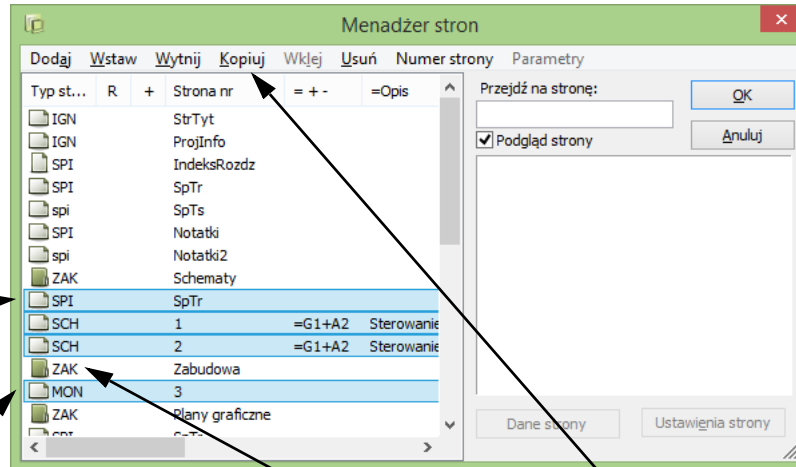 Menadżer stron
Dodaj Wstaw Wytnij Kopiuj Wklej Usuń Numer strony Parametry
Typ st... R + Strona nr = + - =Opis
IGN StrTyt
IGN ProjInfo
SPI IndeksRozdz
SPI SpTr
spi SpTs
SPI Notatki
spi Notatki2
ZAK Schematy
SPI SpTr
SCH 1 =G1+A2 Sterowanie
SCH 2 =G1+A2 Sterowanie
ZAK Zabudowa
MON 3
ZAK Plany graficzne
Przejdź na stronę:
OK
Podgląd strony
Anuluj
Dane strony
Ustawienia strony